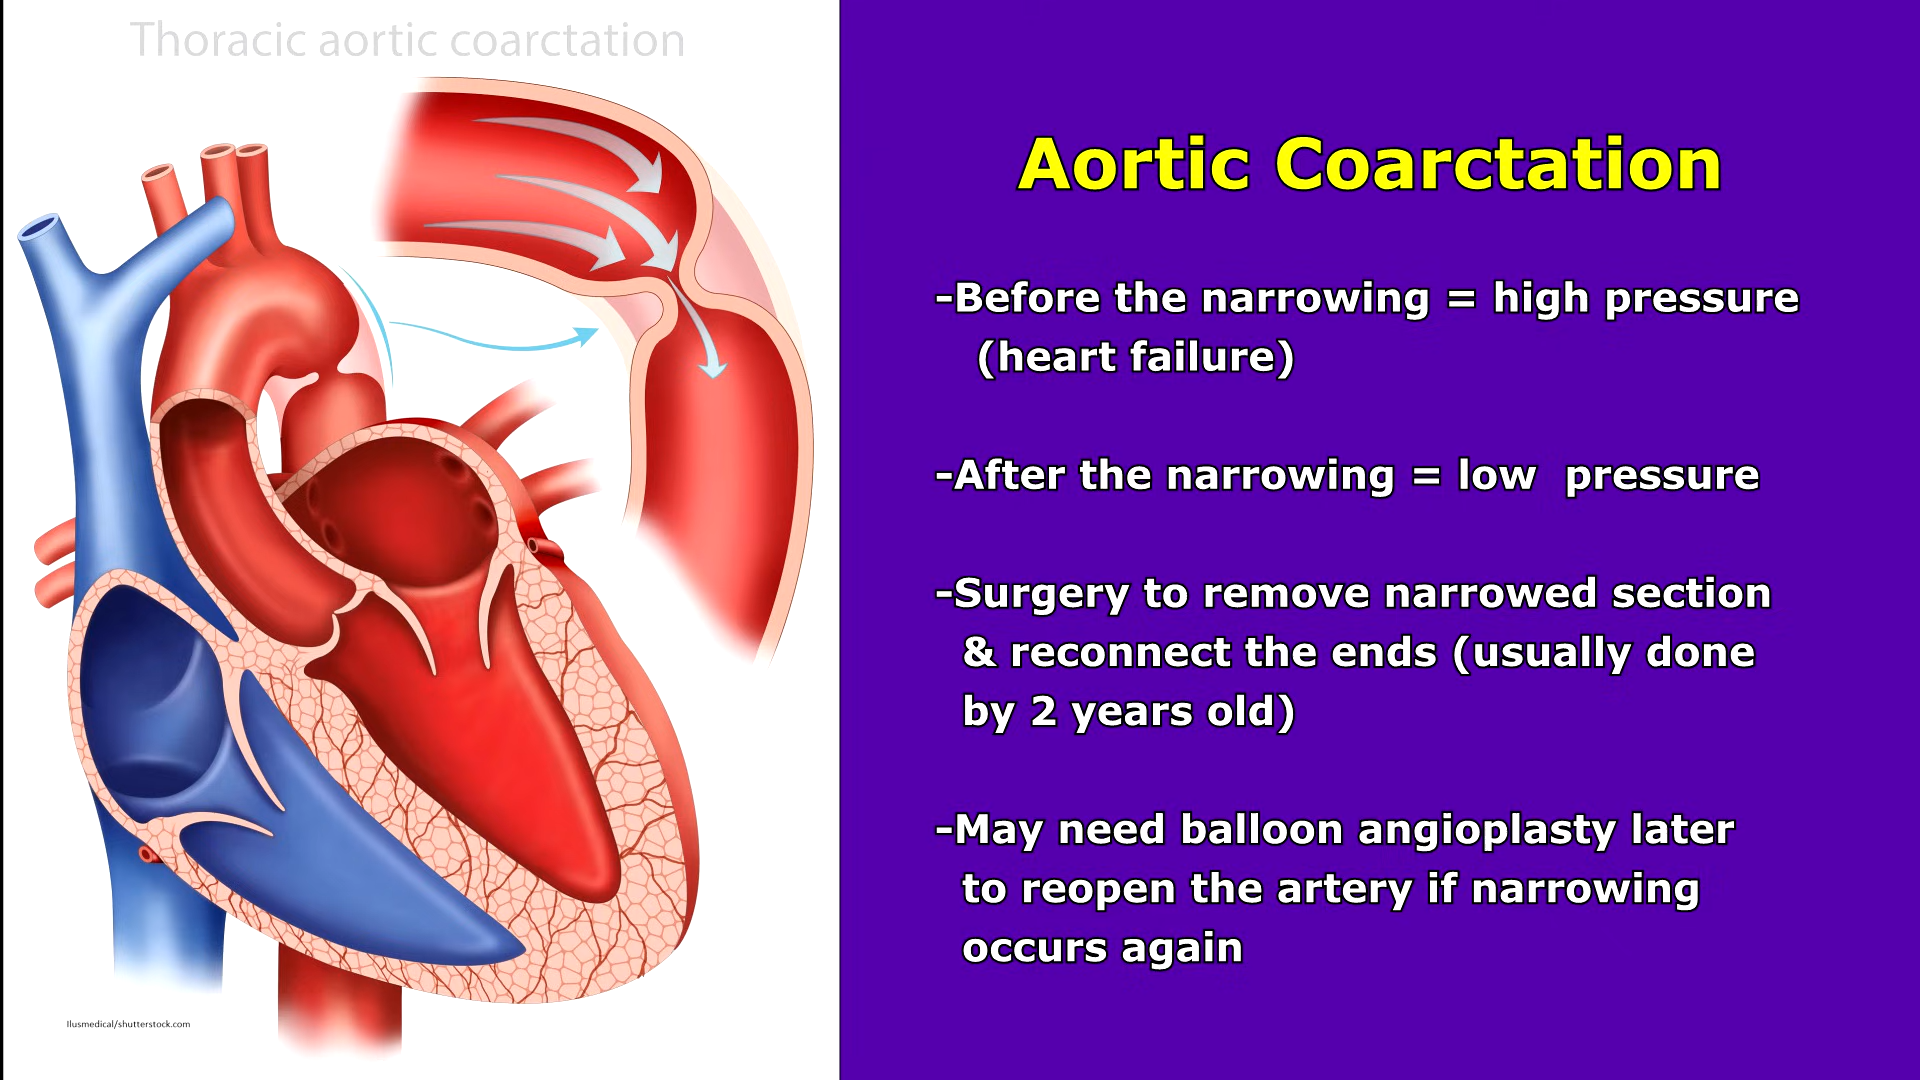 Thoracic aortic coarctation
Aortic Coarctation
-Before the narrowing = high pressure
(heart failure)
-After the narrowing = low  pressure
-Surgery to remove narrowed section
& reconnect the ends (usually done
by 2 years old)
-May need balloon angioplasty later
to reopen the artery if narrowing
occurs again
Ilusmedical/shutterstock.com